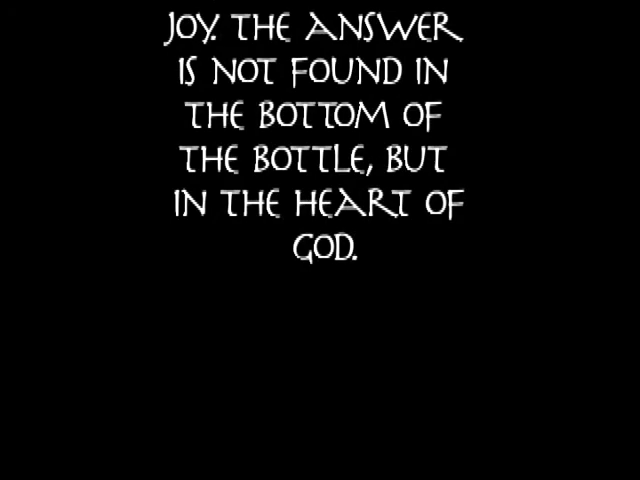 JOY. THE ANSWER
IS NOT FOUND IN
THE BOTTOM OF
THE BOTTLE, BUT
IN THE HEART OF
GOD.